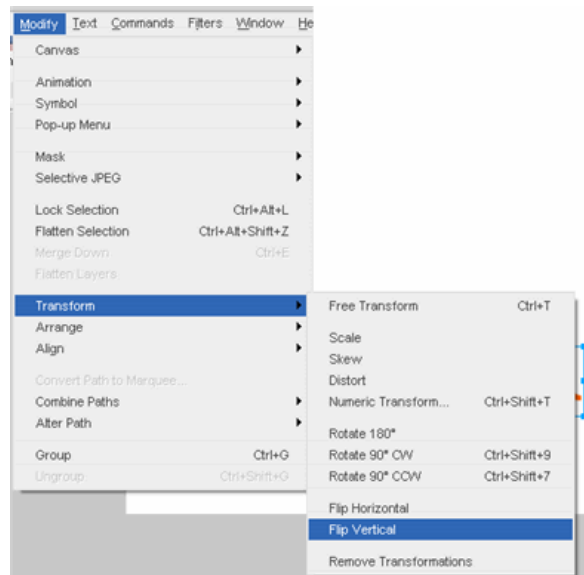 Modify Text Commands Filters Window He
Canvas
Animation
Symbol
Pop-up Menu
Mask
Selective JPEG
Lock Selection Ctrl+Alt+L
Flatten Selection Ctrl+Alt+Shift+Z
Merge Down Ctrl+E
Flatten Layers
Transform
Arrange
Align
Convert Path to Marquee...
Combine Paths
Alter Path
Group Ctrl+G
Ungroup Ctrl+Shift+G
Free Transform Ctrl+T
Scale
Skew
Distort
Numeric Transform... Ctrl+Shift+T
Rotate 180°
Rotate 90° CW Ctrl+Shift+9
Rotate 90° CCW Ctrl+Shift+7
Flip Horizontal
Flip Vertical
Remove Transformations